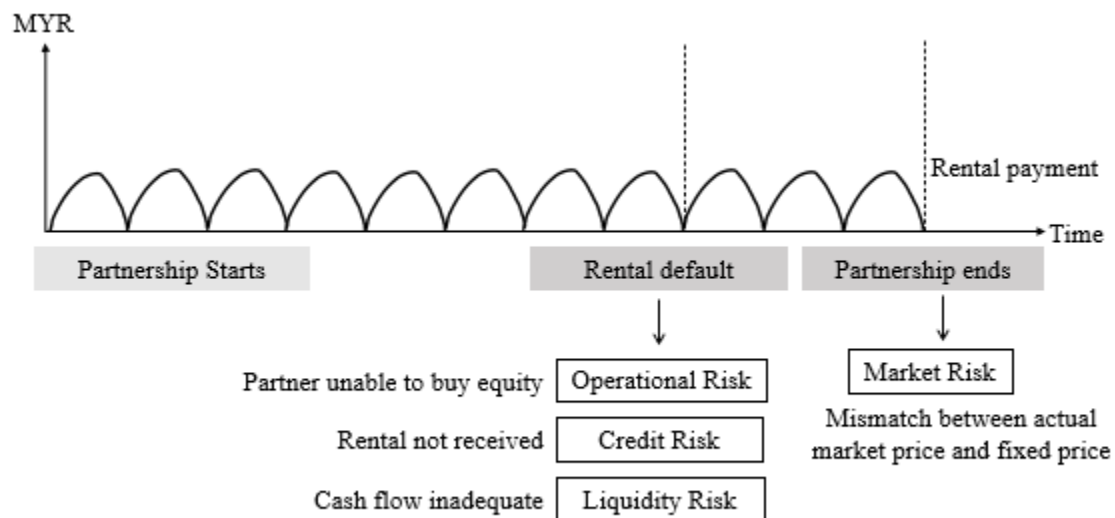 MYR
Rental payment
Time
Partnership Starts
Rental default
Partnership ends
Partner unable to buy equity
Operational Risk
Market Risk
Rental not received
Credit Risk
Mismatch between actual
market price and fixed price
Cash flow inadequate
Liquidity Risk